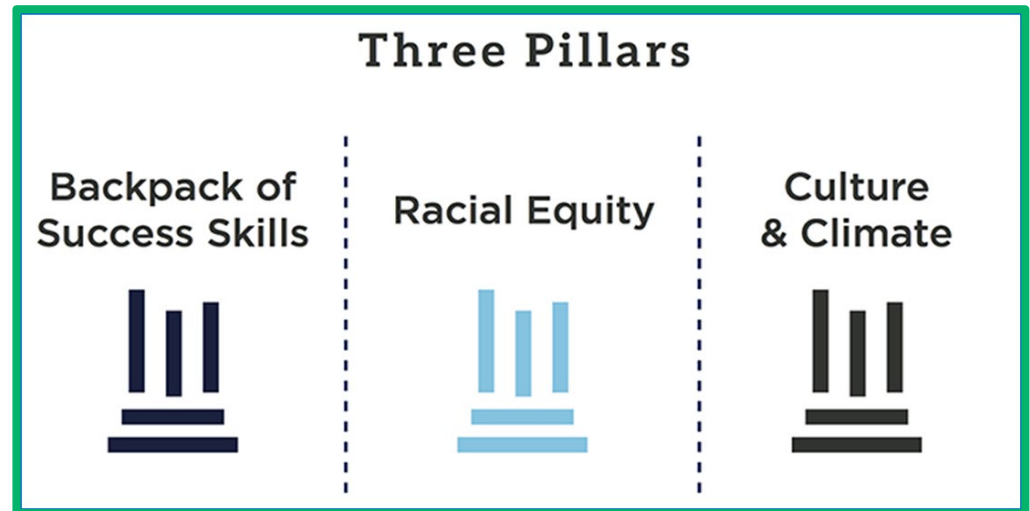 Three Pillars
Backpack of
Success Skills
Racial Equity
Culture
& Climate